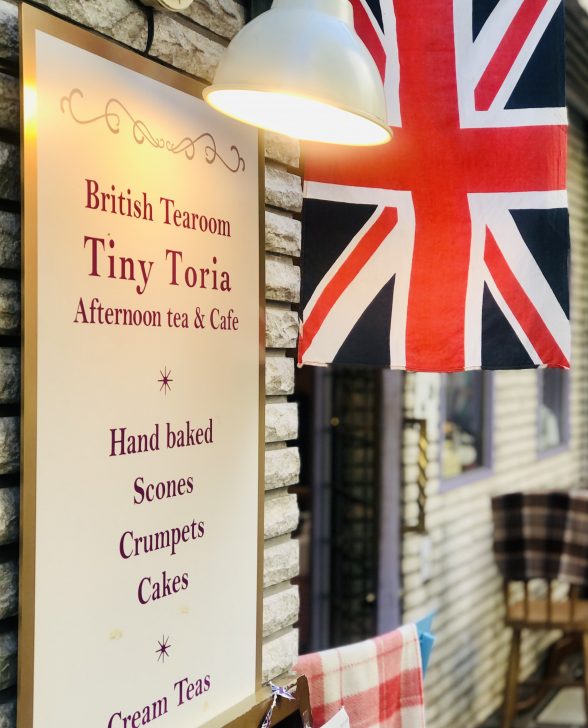 British Tearoom
Tiny Toria
Afternoon tea & Cafe
Hand baked
Scones
Crumpets
Cakes
Cream Teas